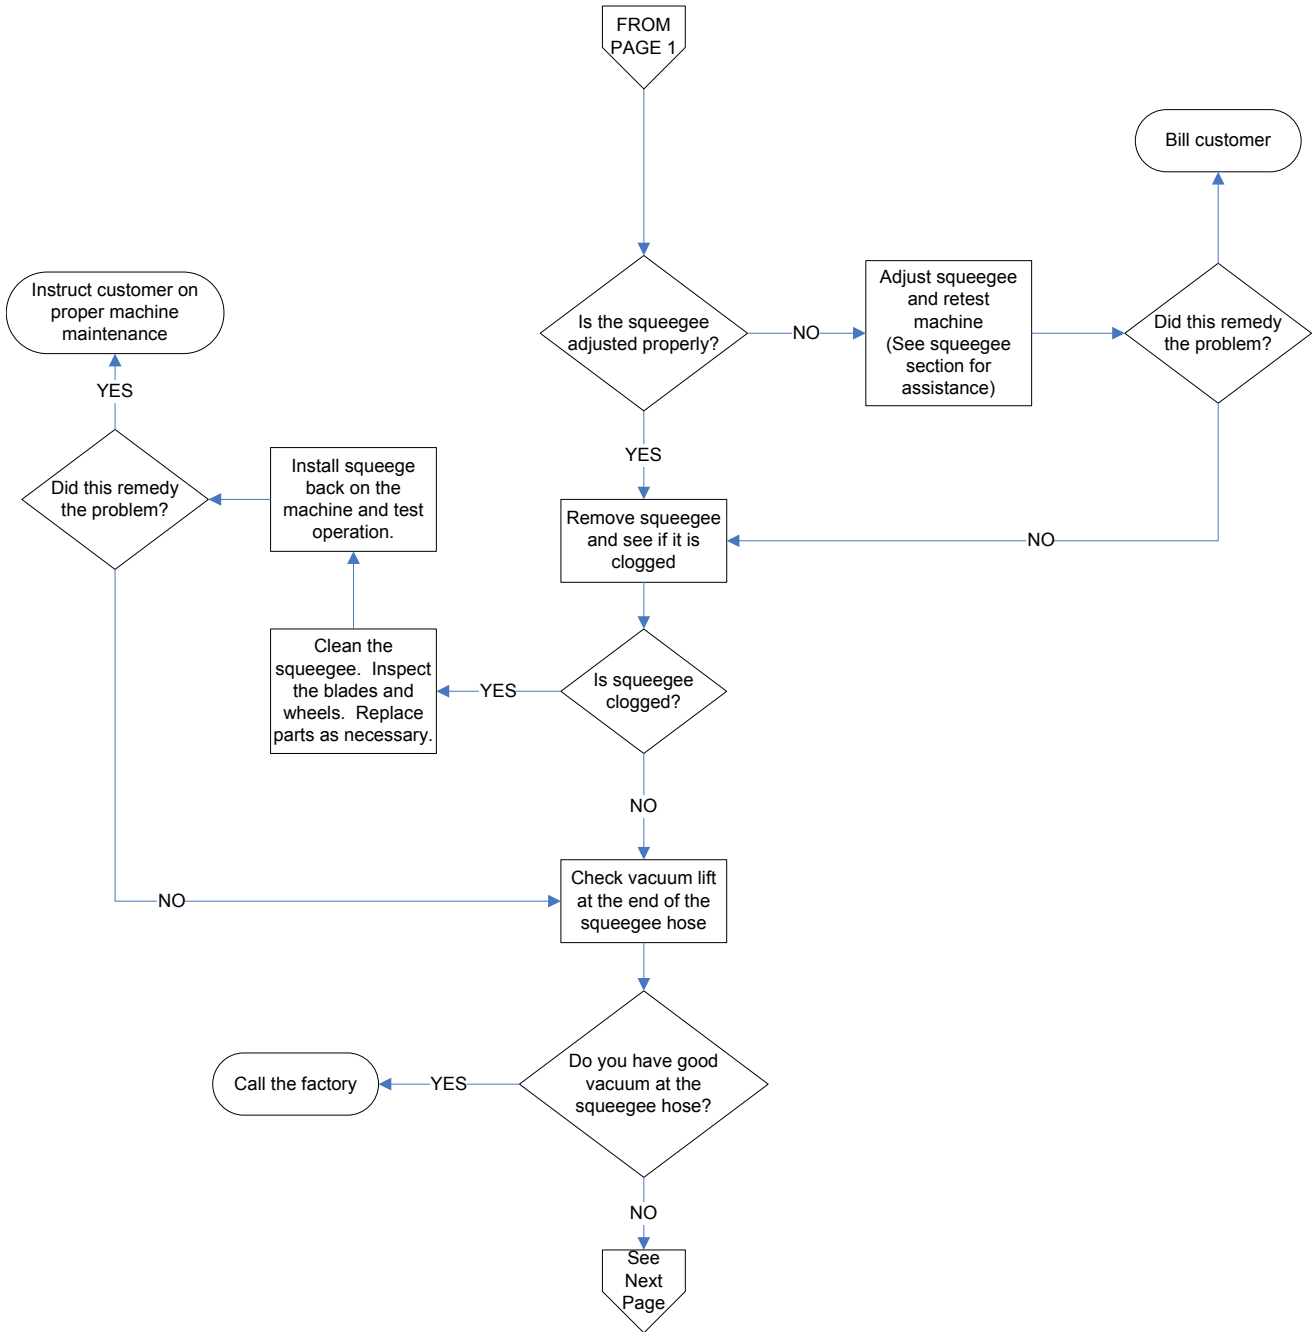 FROM
PAGE 1
Bill customer
Instruct customer on
proper machine
maintenance
Is the squeegee
adjusted properly?
NO
Adjust squeegee
and retest
machine
(See squeegee
section for
assistance)
Did this remedy
the problem?
YES
YES
Did this remedy
the problem?
Install squeege
back on the
machine and test
operation.
Remove squeegee
and see if it is
clogged
NO
Clean the
squeegee.  Inspect
the blades and
wheels.  Replace
parts as necessary.
YES
Is squeegee
clogged?
NO
Check vacuum lift
at the end of the
squeegee hose
NO
Do you have good
vacuum at the
squeegee hose?
YES
Call the factory
NO
See
Next
Page